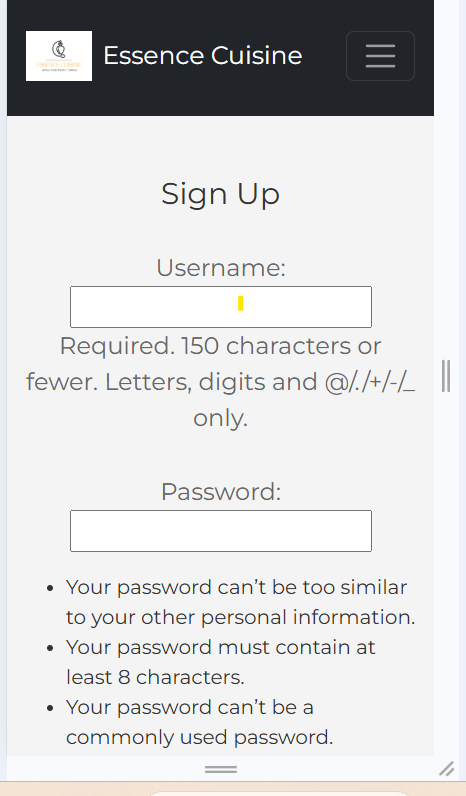 Essence Cuisine
Sign Up
Username:
Required. 150 characters or
fewer. Letters, digits and @/./+/-/_
only.
Password:
Your password can’t be too similar
to your other personal information.
Your password must contain at
least 8 characters.
Your password can’t be a
commonly used password.